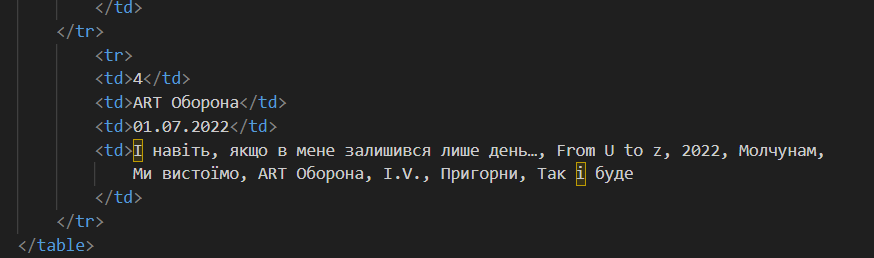 </td>
</tr>
<tr>
<td>4</td>
<td>ART Оборона</td>
<td>01.07.2022</td>
<td>І навіть, якщо в мене залишився лише день…, From U to z, 2022, Молчунам,
Ми вистоїмо, ART Оборона, I.V., Пригорни, Так і буде
</td>
</tr>
</table>